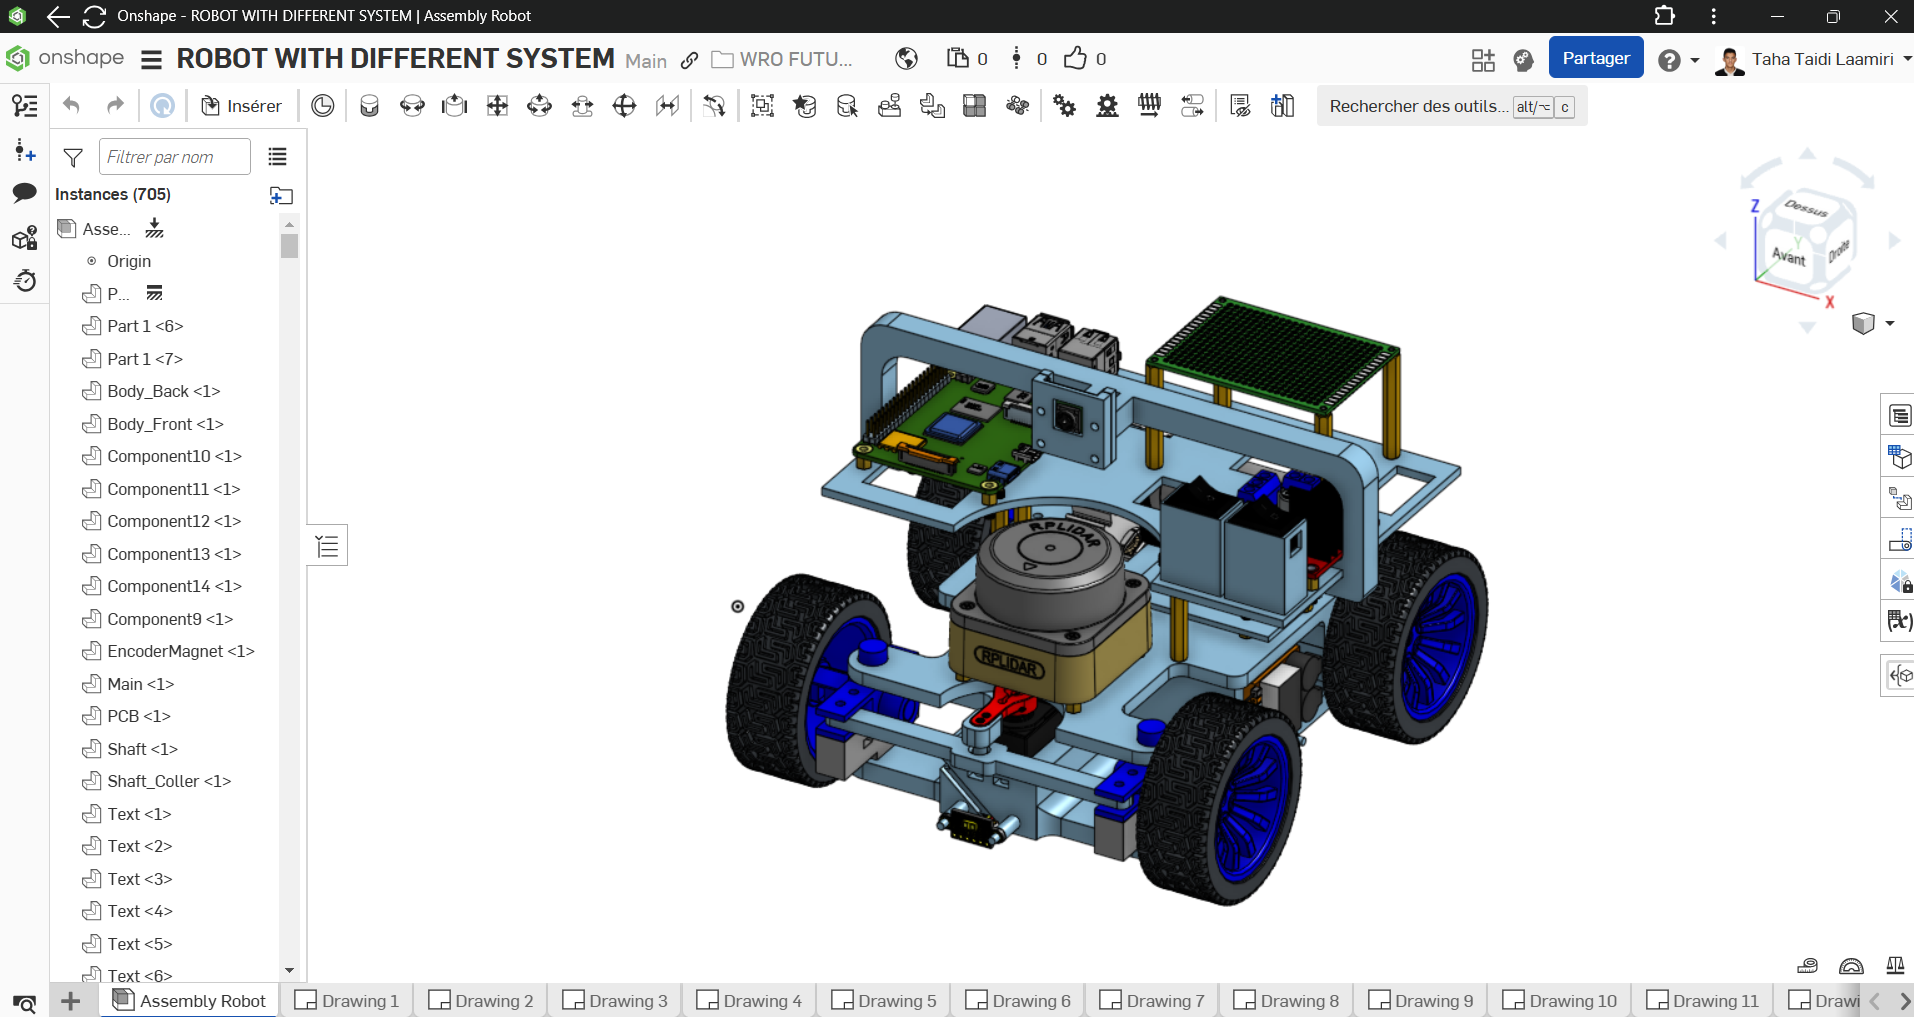 Onshape - ROBOT WITH DIFFERENT SYSTEM | Assembly Robot
onshape ROBOT WITH DIFFERENT SYSTEM Main WRO FUTU... 0 0 0 Partager Taha Taidi Laamiri
Insérer Rechercher des outils... alt/⌥ c
Filtrer par nom
Instances (705)
Asse...
Origin
P...
Part 1 <6>
Part 1 <7>
Body_Back <1>
Body_Front <1>
Component10 <1>
Component11 <1>
Component12 <1>
Component13 <1>
Component14 <1>
Component9 <1>
EncoderMagnet <1>
Main <1>
PCB <1>
Shaft <1>
Shaft_Coller <1>
Text <1>
Text <2>
Text <3>
Text <4>
Text <5>
Text <6>
Z
Dessus
Y
Avant
Droite
X
RPLIDAR
RPLIDAR
(x)
Assembly Robot Drawing 1 Drawing 2 Drawing 3 Drawing 4 Drawing 5 Drawing 6 Drawing 7 Drawing 8 Drawing 9 Drawing 10 Drawing 11 Drawi